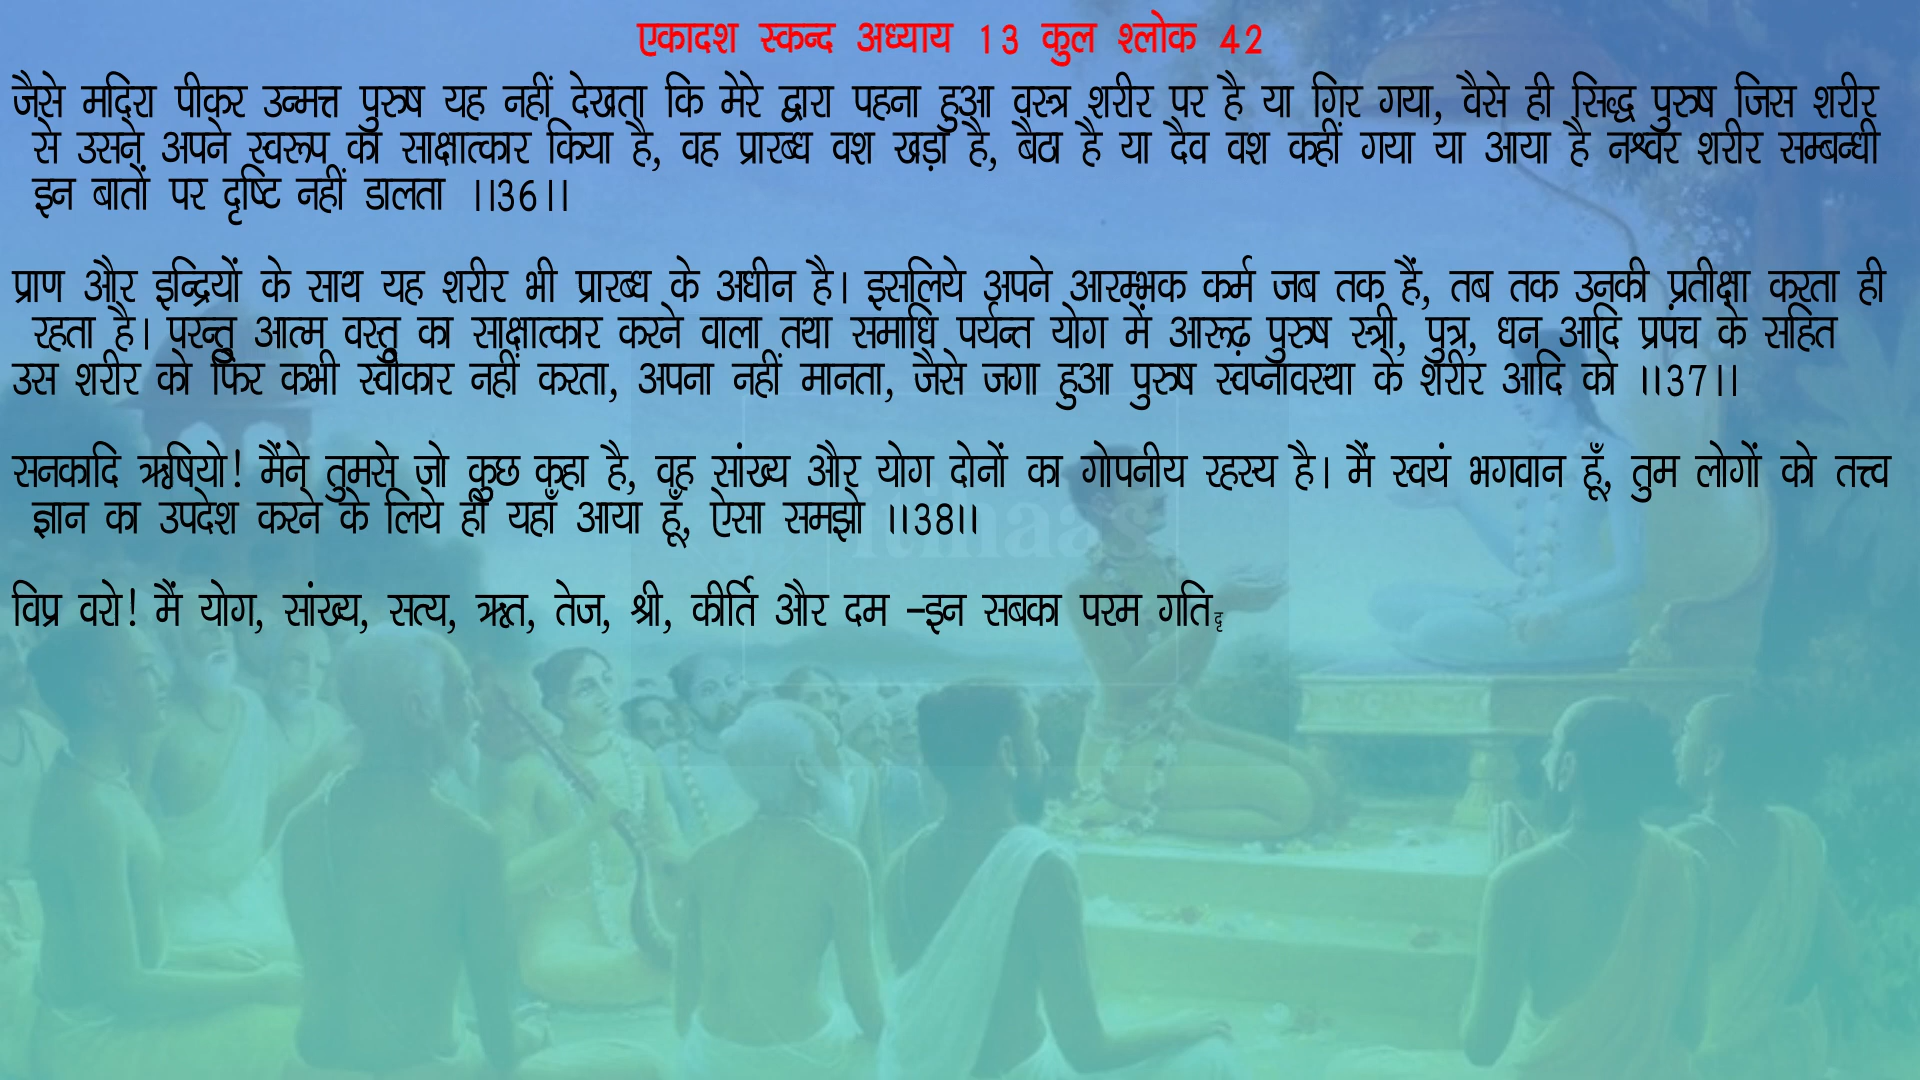 एकादश स्कन्द अध्याय 13 कुल श्लोक 42
जैसे मदिरा पीकर उन्मत्त पुरुष यह नहीं देखता कि मेरे द्वारा पहना हुआ वस्त्र शरीर पर है या गिर गया, वैसे ही सिद्ध पुरुष जिस शरीर
से उसने अपने स्वरूप का साक्षात्कार किया है, वह प्रारब्ध वश खड़ा है, बैठा है या दैव वश कहीं गया या आया है नश्वर शरीर सम्बन्धी
इन बातों पर दृष्टि नहीं डालता ।।36।।
प्राण और इन्द्रियों के साथ यह शरीर भी प्रारब्ध के अधीन है। इसलिये अपने आरम्भक कर्म जब तक हैं, तब तक उनकी प्रतीक्षा करता ही
रहता है। परन्तु आत्म वस्तु का साक्षात्कार करने वाला तथा समाधि पर्यन्त योग में आरूढ़ पुरुष स्त्री, पुत्र, धन आदि प्रपंच के सहित
उस शरीर को फिर कभी स्वीकार नहीं करता, अपना नहीं मानता, जैसे जगा हुआ पुरुष स्वप्नावस्था के शरीर आदि को ।।37।।
सनकादि ऋषियो! मैंने तुमसे जो कुछ कहा है, वह सांख्य और योग दोनों का गोपनीय रहस्य है। मैं स्वयं भगवान हूँ, तुम लोगों को तत्त्व
ज्ञान का उपदेश करने के लिये ही यहाँ आया हूँ, ऐसा समझो ।।38।।
itihaas
विप्र वरो! मैं योग, सांख्य, सत्य, ऋत, तेज, श्री, कीर्ति और दम –इन सबका परम गति